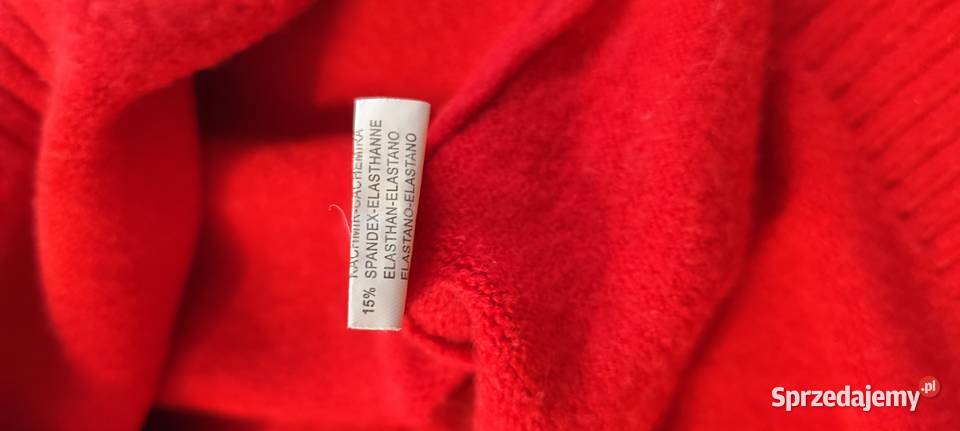 KACHMIR-CACHEMIRA
15% SPANDEX-ELASTHANNE
ELASTHAN-ELASTANO
ELASTANO-ELASTANO
Sprzedajemy.pl